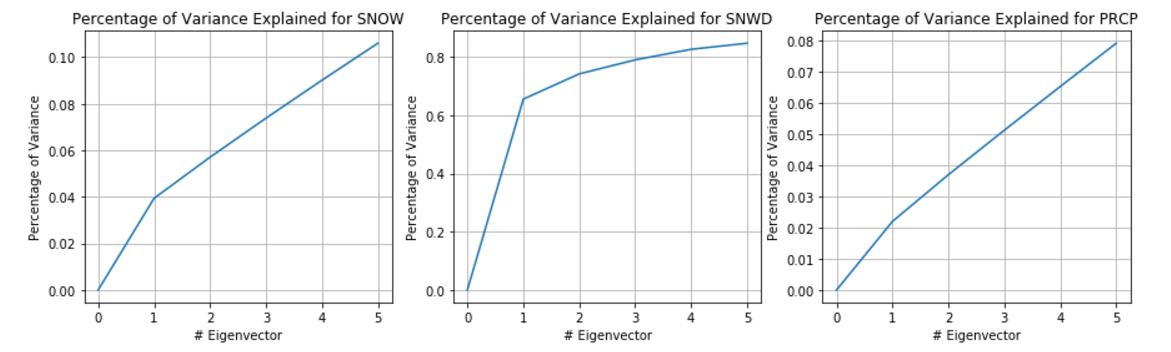 Percentage of Variance Explained for SNOW
Percentage of Variance
0.10
0.08
0.06
0.04
0.02
0.00
0 1 2 3 4 5
# Eigenvector
Percentage of Variance Explained for SNWD
Percentage of Variance
0.8
0.6
0.4
0.2
0.0
0 1 2 3 4 5
# Eigenvector
Percentage of Variance Explained for PRCP
Percentage of Variance
0.08
0.07
0.06
0.05
0.04
0.03
0.02
0.01
0.00
0 1 2 3 4 5
# Eigenvector